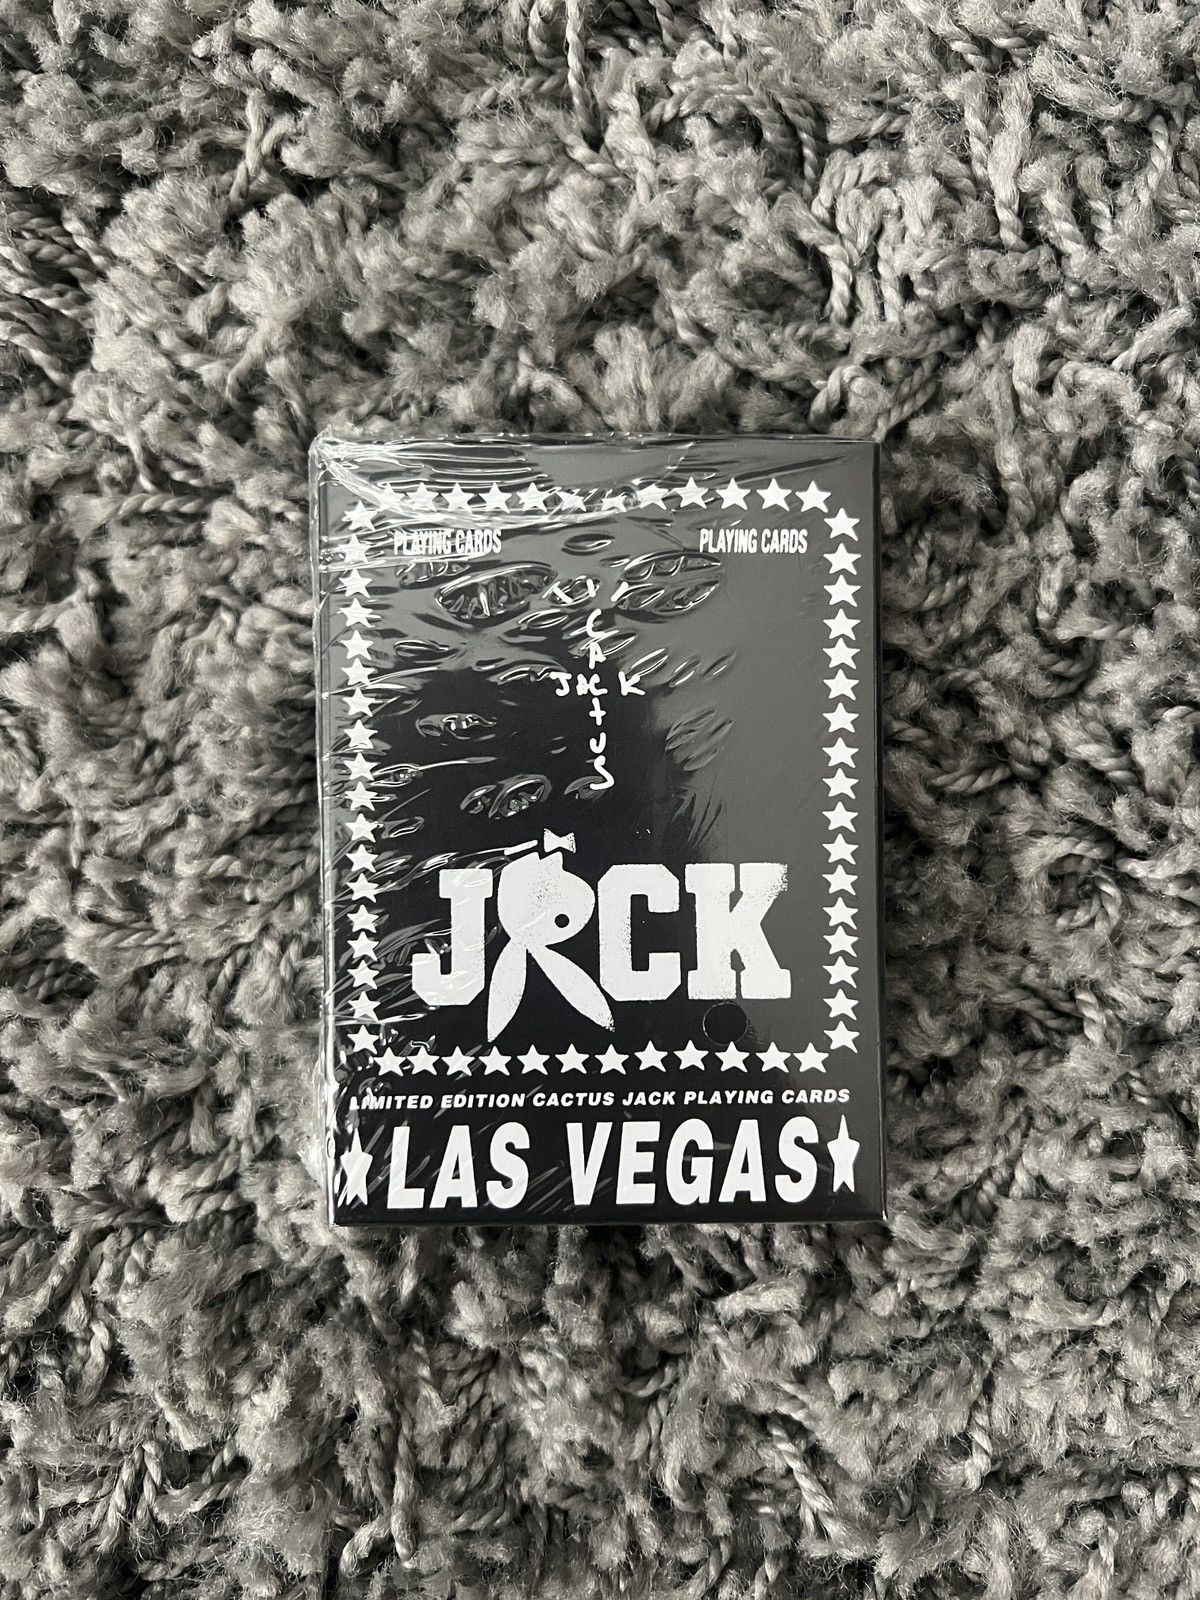 PLAYING CARDS PLAYING CARDS
CACTUS
JACK
JACK
LIMITED EDITION CACTUS JACK PLAYING CARDS
LAS VEGAS